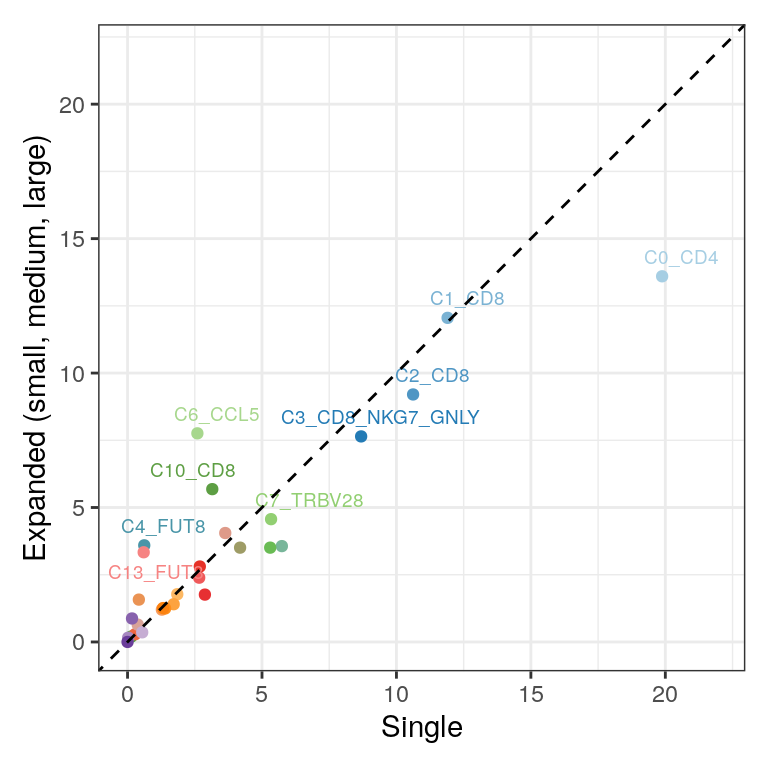 20
15
10
5
0
0
5
10
15
20
Single
Expanded (small, medium, large)
C0_CD4
C1_CD8
C2_CD8
C3_CD8_NKG7_GNLY
C6_CCL5
C10_CD8
C7_TRBV28
C4_FUT8